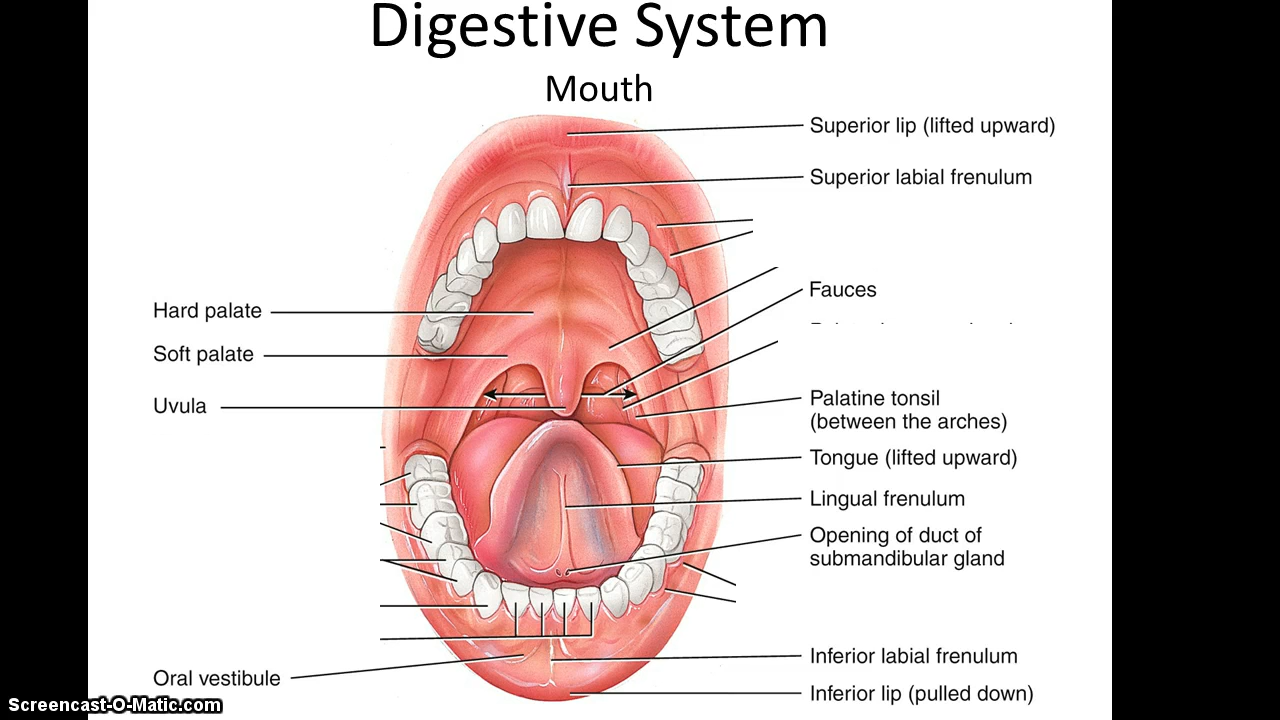 Digestive System
Mouth
Superior lip (lifted upward)
Superior labial frenulum
Fauces
Hard palate
Soft palate
Uvula
Palatine tonsil
(between the arches)
Tongue (lifted upward)
Lingual frenulum
Opening of duct of
submandibular gland
Inferior labial frenulum
Oral vestibule
Inferior lip (pulled down)
Screencast-O-Matic.com